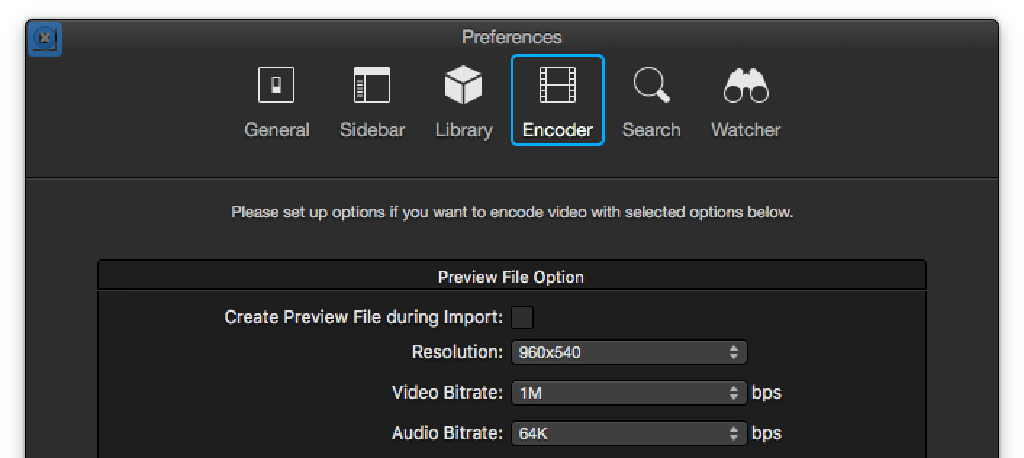 Preferences
General Sidebar Library Encoder Search Watcher
Please set up options if you want to encode video with selected options below.
Preview File Option
Create Preview File during Import:
Resolution: 960x540
Video Bitrate: 1M bps
Audio Bitrate: 64K bps